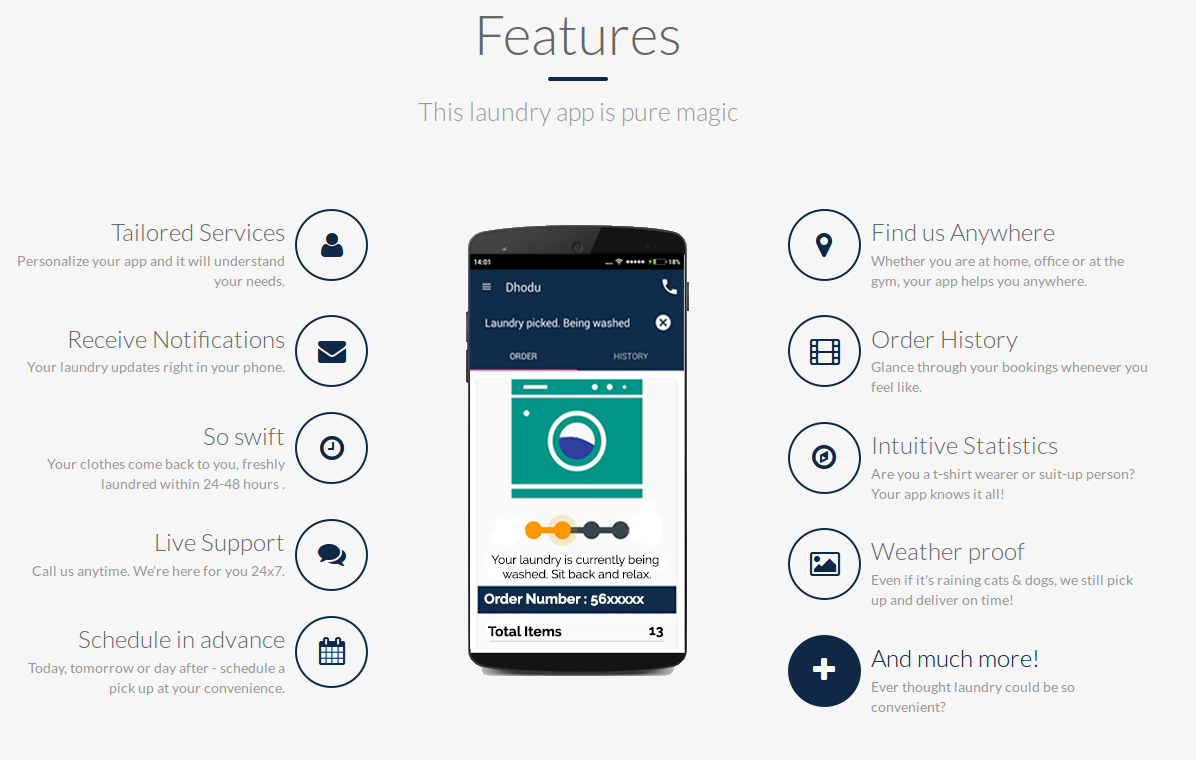 Features
This laundry app is pure magic
Tailored Services
Personalize your app and it will understand
your needs.
Receive Notifications
Your laundry updates right in your phone.
So swift
Your clothes come back to you, freshly
laundred within 24-48 hours .
Live Support
Call us anytime. We're here for you 24x7.
Schedule in advance
Today, tomorrow or day after - schedule a
pick up at your convenience.
14:01
18%
Dhodu
Laundry picked. Being washed
ORDER HISTORY
Your laundry is currently being
washed. Sit back and relax.
Order Number : 56xxxxx
Total Items 13
Find us Anywhere
Whether you are at home, office or at the
gym, your app helps you anywhere.
Order History
Glance through your bookings whenever you
feel like.
Intuitive Statistics
Are you a t-shirt wearer or suit-up person?
Your app knows it all!
Weather proof
Even if it's raining cats & dogs, we still pick
up and deliver on time!
And much more!
Ever thought laundry could be so
convenient?